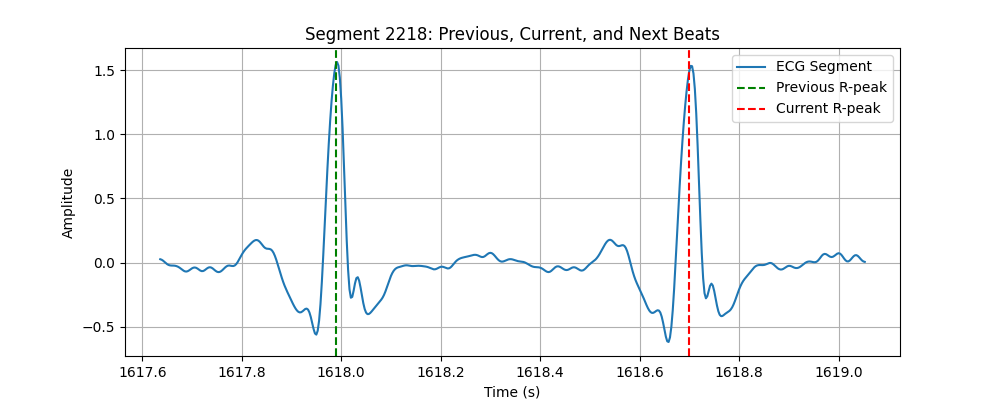 Segment 2218: Previous, Current, and Next Beats
ECG Segment
Previous R-peak
Current R-peak
Amplitude
1.5
1.0
0.5
0.0
−0.5
1617.6 1617.8 1618.0 1618.2 1618.4 1618.6 1618.8 1619.0
Time (s)